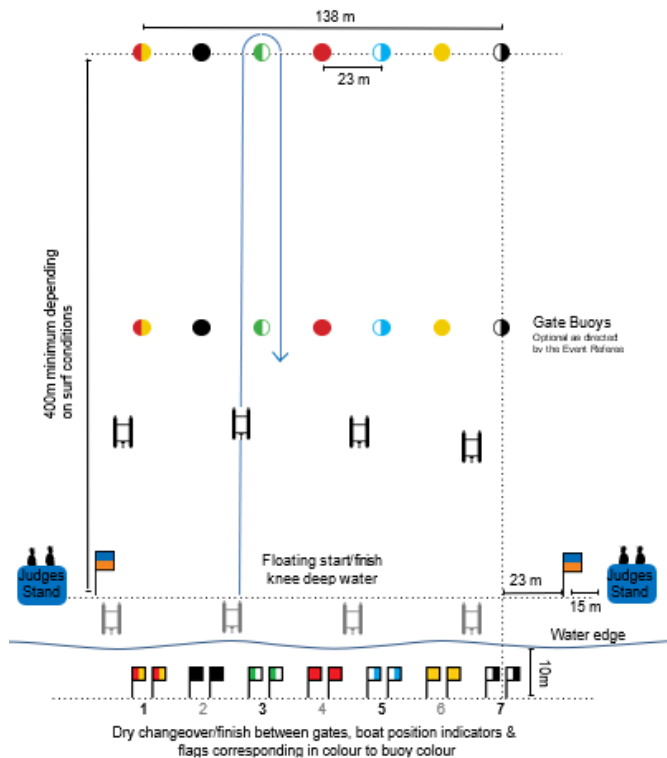 138 m
23 m
400m minimum depending
on surf conditions
Gate Buoys
Optional as directed
by the Event Referee
Judges
Stand
Floating start/finish
knee deep water
23 m
15 m
Judges
Stand
Water edge
10m
1 2 3 4 5 6 7
Dry changeover/finish between gates, boat position indicators &
flags corresponding in colour to buoy colour